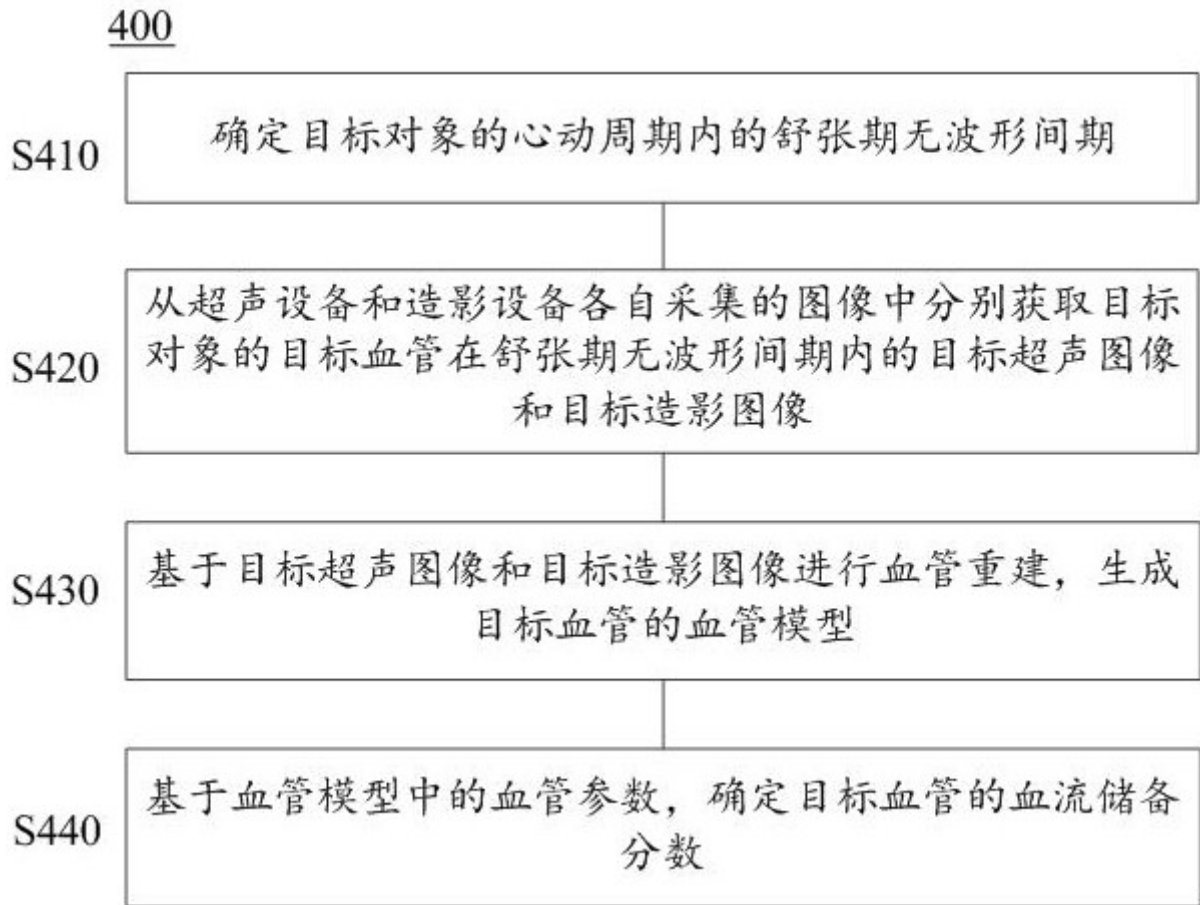 400
S410
确定目标对象的心动周期内的舒张期无波形间期
S420
从超声设备和造影设备各自采集的图像中分别获取目标
对象的目标血管在舒张期无波形间期内的目标超声图像
和目标造影图像
S430
基于目标超声图像和目标造影图像进行血管重建，生成
目标血管的血管模型
S440
基于血管模型中的血管参数，确定目标血管的血流储备
分数